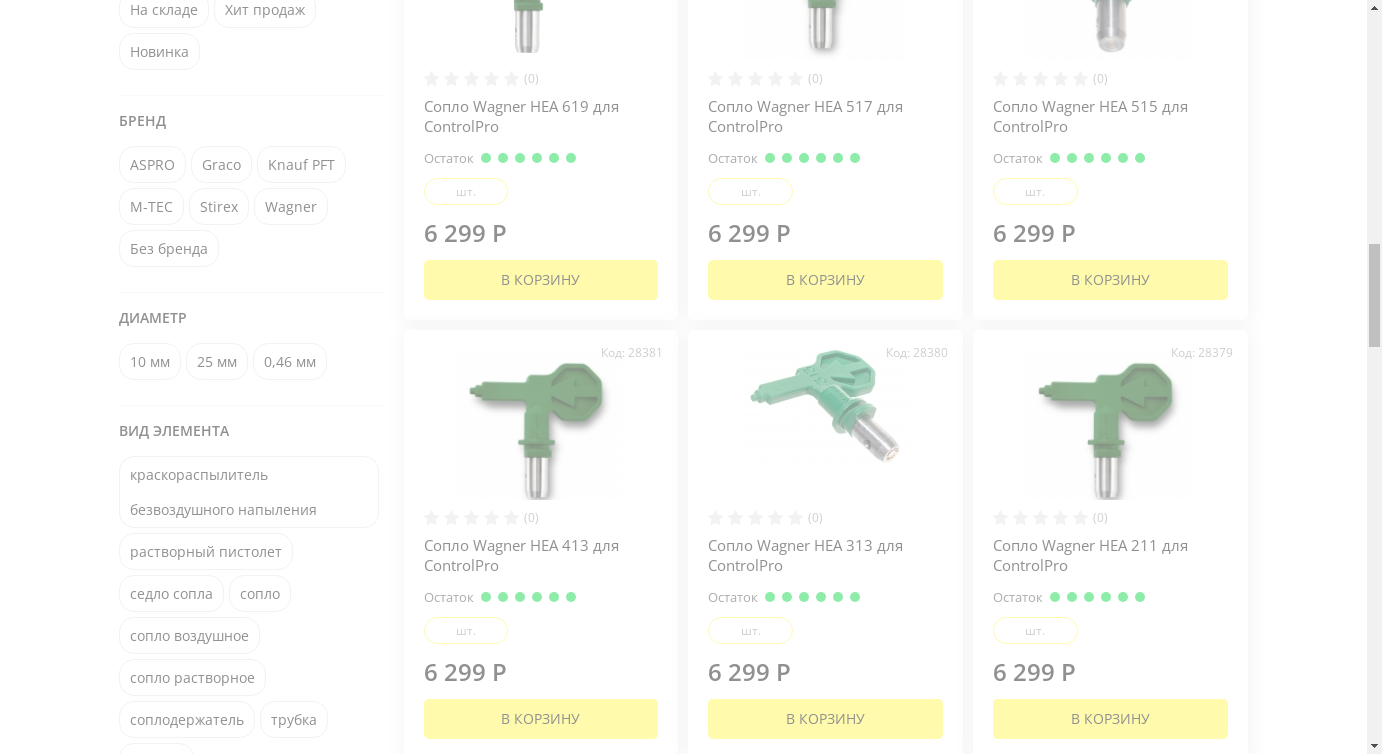 На складе
Хит продаж
Новинка
БРЕНД
ASPRO
Graco
Knauf PFT
M-TEC
Stirex
Wagner
Без бренда
ДИАМЕТР
10 мм
25 мм
0,46 мм
ВИД ЭЛЕМЕНТА
краскораспылитель
безвоздушного напыления
растворный пистолет
седло сопла
сопло
сопло воздушное
сопло растворное
соплодержатель
трубка
(0)
Сопло Wagner HEA 619 для
ControlPro
Остаток
шт.
6 299 Р
В КОРЗИНУ
(0)
Сопло Wagner HEA 517 для
ControlPro
Остаток
шт.
6 299 Р
В КОРЗИНУ
(0)
Сопло Wagner HEA 515 для
ControlPro
Остаток
шт.
6 299 Р
В КОРЗИНУ
Код: 28381
(0)
Сопло Wagner HEA 413 для
ControlPro
Остаток
шт.
6 299 Р
В КОРЗИНУ
Код: 28380
(0)
Сопло Wagner HEA 313 для
ControlPro
Остаток
шт.
6 299 Р
В КОРЗИНУ
Код: 28379
(0)
Сопло Wagner HEA 211 для
ControlPro
Остаток
шт.
6 299 Р
В КОРЗИНУ